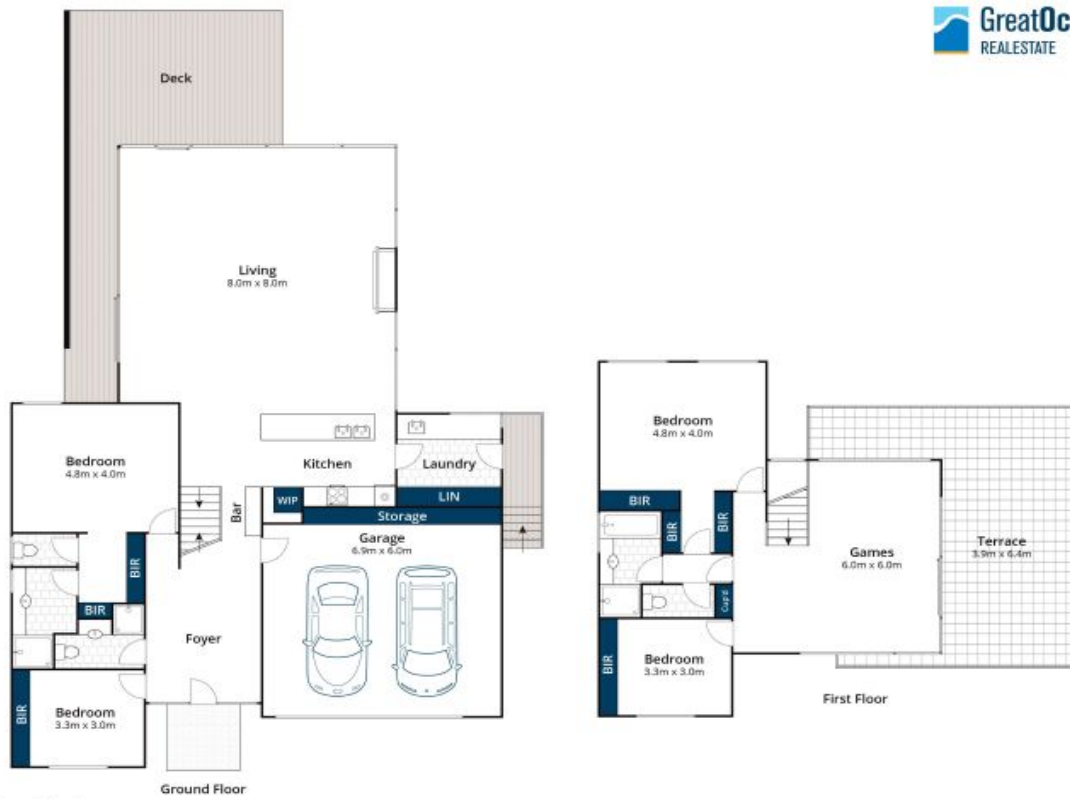 GreatOc
REALESTATE
Deck
Living
8.0m x 8.0m
Bedroom
4.8m x 4.0m
Kitchen
Laundry
Bar
WIP
LIN
Storage
Garage
6.9m x 6.0m
BIR
BIR
Foyer
BIR
Bedroom
3.3m x 3.0m
Ground Floor
Bedroom
4.8m x 4.0m
BIR
BIR
BIR
Games
6.0m x 6.0m
Terrace
3.9m x 6.4m
Cup'd
BIR
Bedroom
3.3m x 3.0m
First Floor